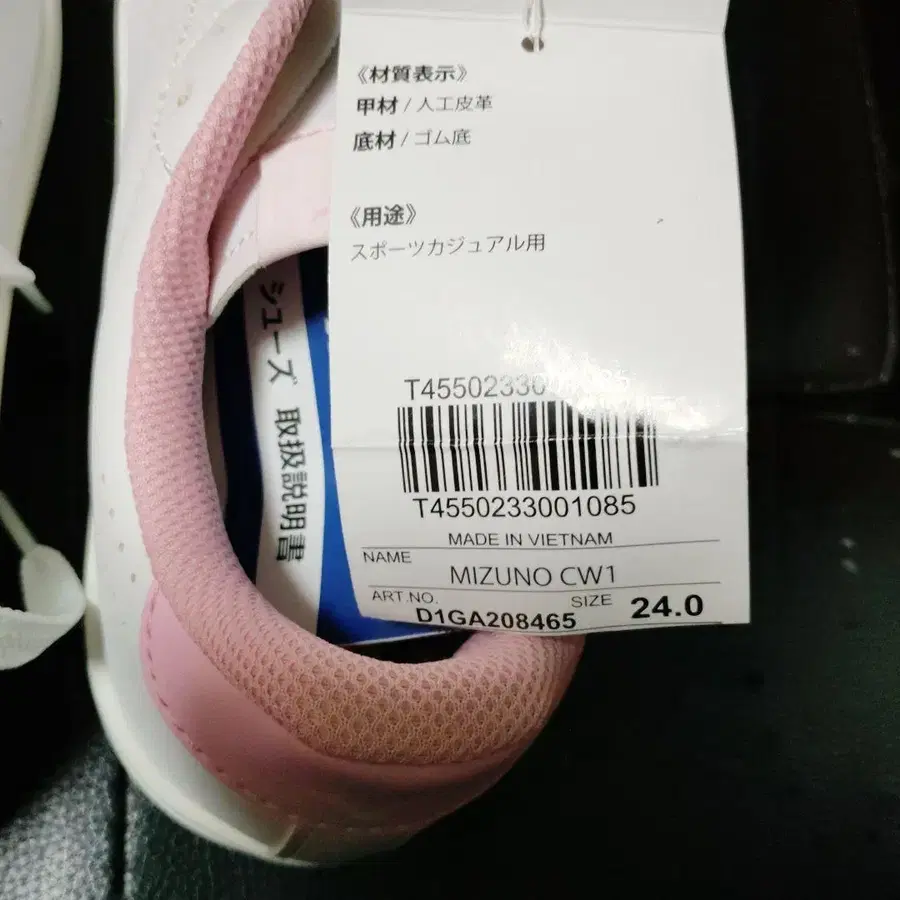 《材質表示》
甲材 / 人工皮革
底材 / ゴム底
《用途》
スポーツカジュアル用
T4550233001085
T4550233001085
MADE IN VIETNAM
NAME
MIZUNO CW1
ART.NO.
D1GA208465
SIZE
24.0
シューズ 取扱説明書